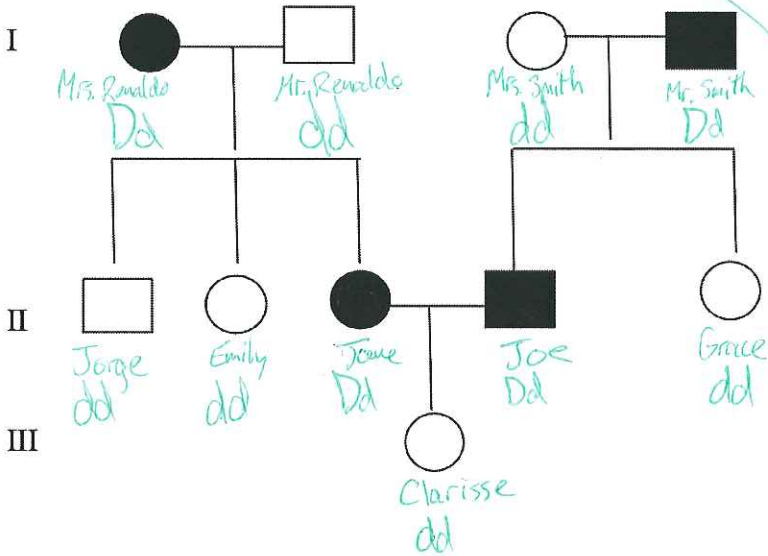 I
Mrs. Renaldo
Dd
Mr. Renaldo
dd
Mrs. Smith
dd
Mr. Smith
Dd
II
Jorge
dd
Emily
dd
Dd
Joe
Dd
Grace
dd
III
Clarisse
dd